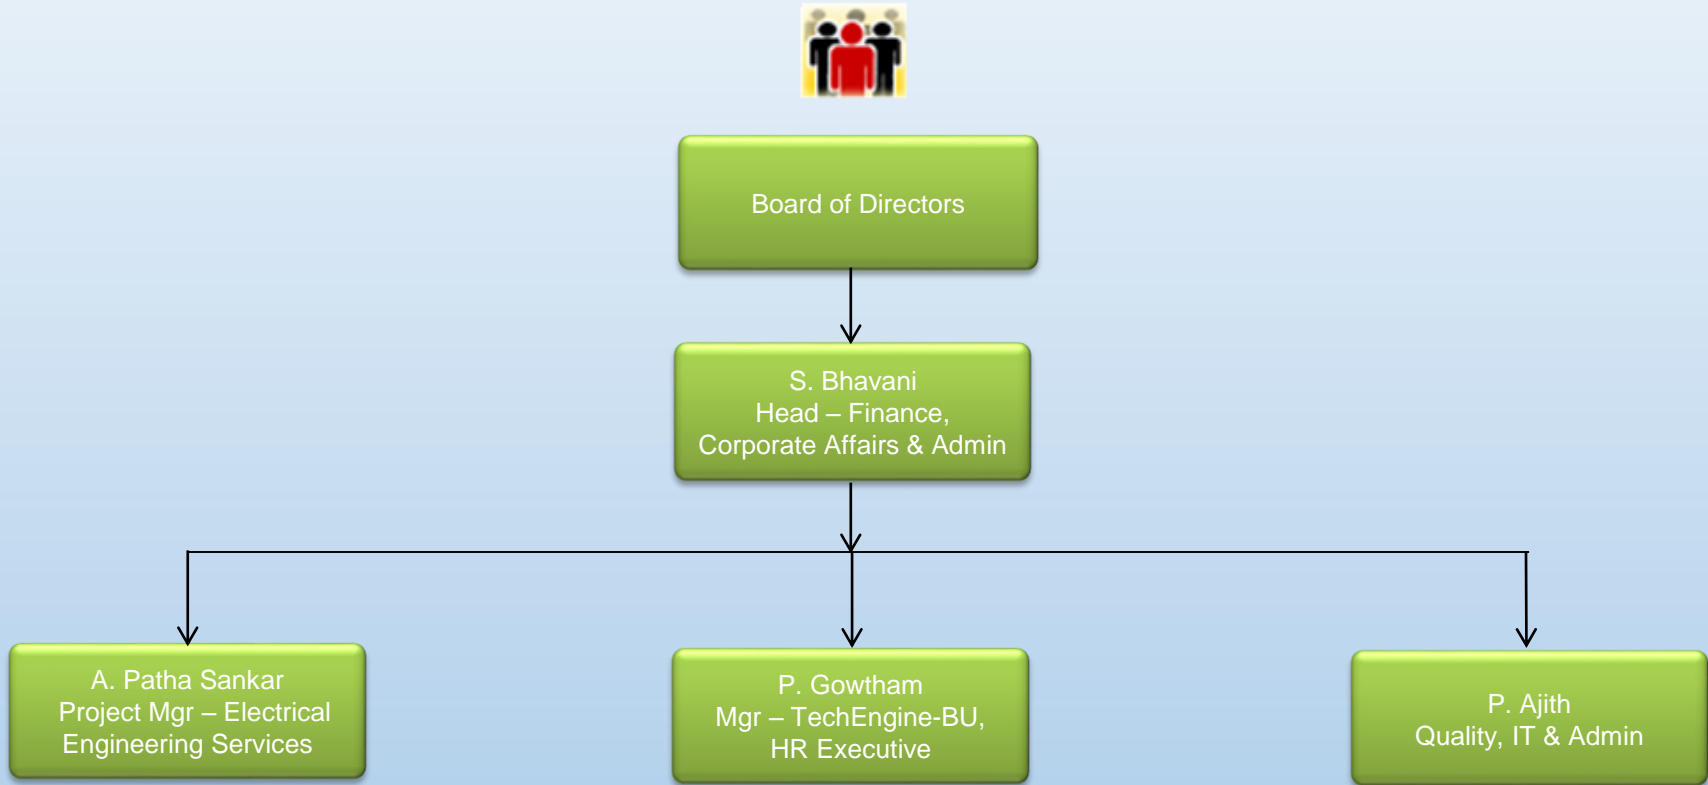 Board of Directors
S. Bhavani
Head – Finance,
Corporate Affairs & Admin
A. Patha Sankar
Project Mgr – Electrical
Engineering Services
P. Gowtham
Mgr – TechEngine-BU,
HR Executive
P. Ajith
Quality, IT & Admin